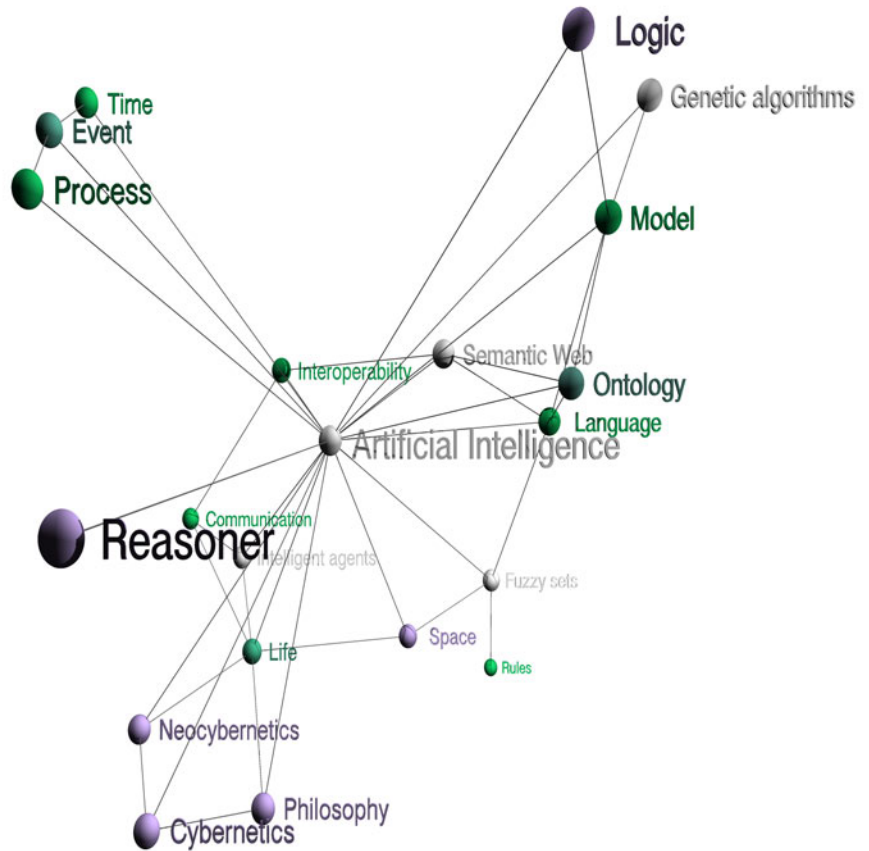 Logic
Genetic algorithms
Time
Event
Process
Model
Semantic Web
Interoperability
Ontology
Language
Artificial Intelligence
Communication
Reasoner
Intelligent agents
Fuzzy sets
Space
Life
Rules
Neocybernetics
Philosophy
Cybernetics